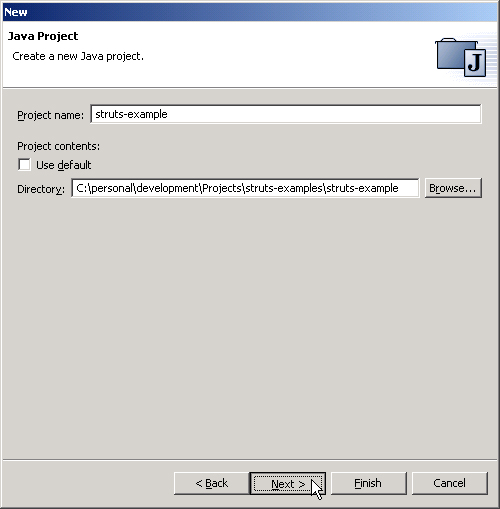 New
Java Project
Create a new Java project.
J
Project name: struts-example
Project contents:
Use default
Directory: C:\personal\development\Projects\struts-examples\struts-example Browse...
< Back Next > Finish Cancel